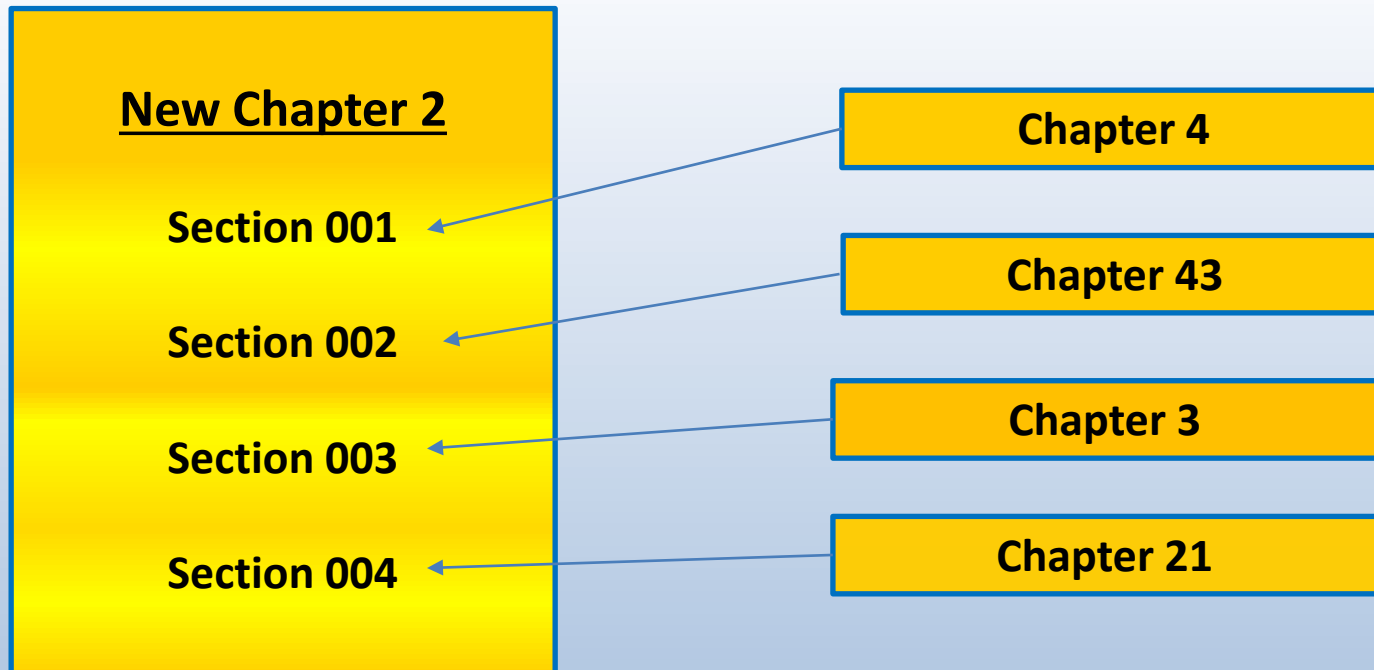 New Chapter 2
Section 001
Section 002
Section 003
Section 004
Chapter 4
Chapter 43
Chapter 3
Chapter 21